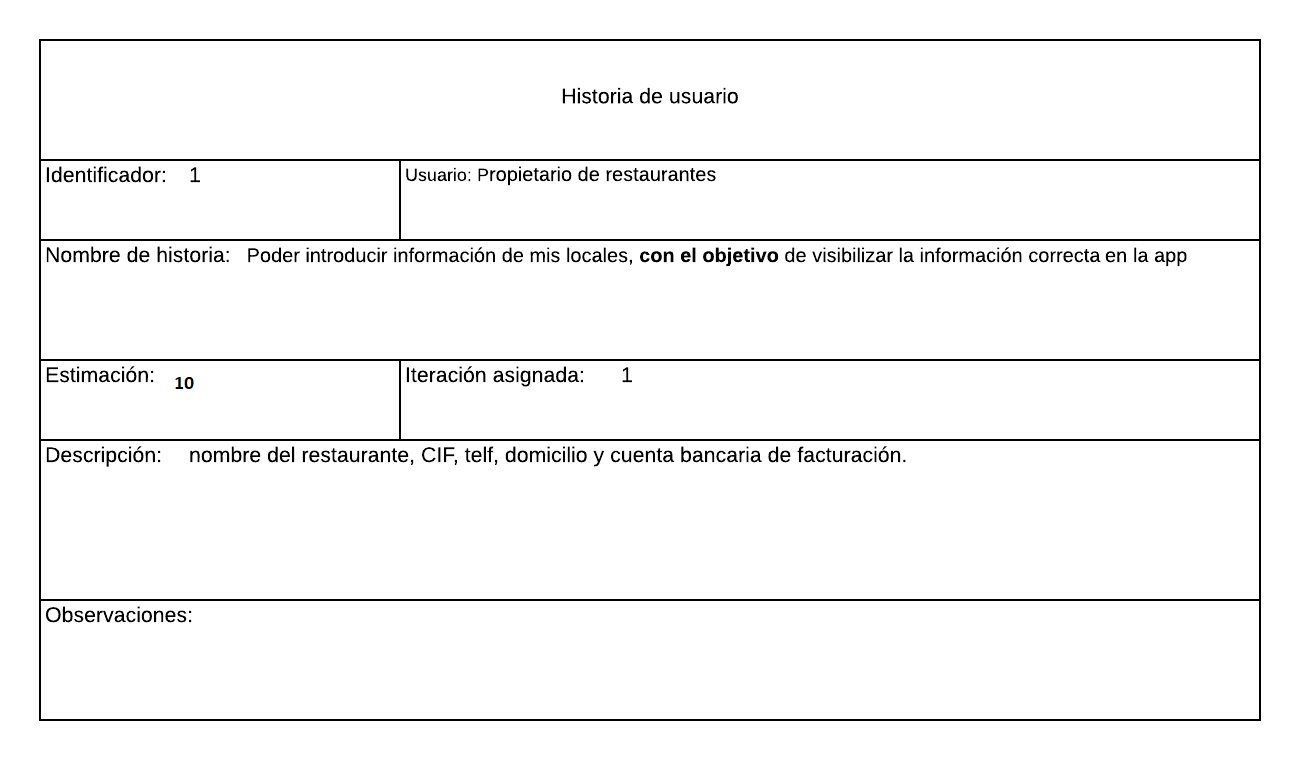 Historia de usuario
Identificador: 1
Usuario: Propietario de restaurantes
Nombre de historia: Poder introducir información de mis locales, con el objetivo de visibilizar la información correcta en la app
Estimación: 10
Iteración asignada: 1
Descripción: nombre del restaurante, CIF, telf, domicilio y cuenta bancaria de facturación.
Observaciones: